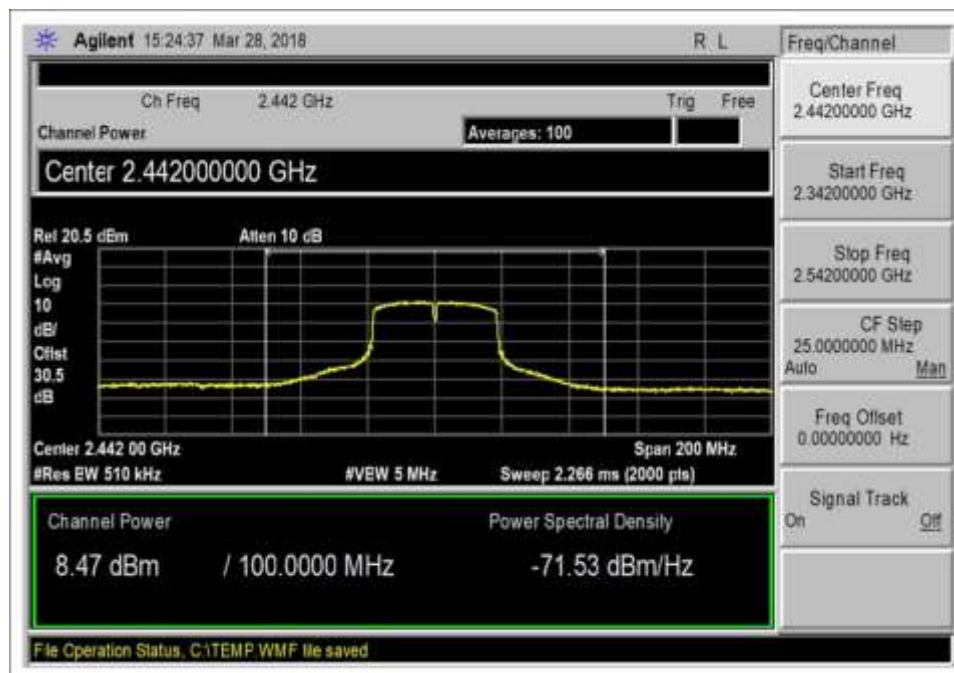 Agilent 15:24:37 Mar 28, 2018 R L
Freq/Channel
Ch Freq 2.442 GHz Trig Free
Channel Power Averages: 100
Center 2.442000000 GHz
Ref 20.5 dBm Atten 10 dB
#Avg
Log
10
dB/
Offst
30.5
dB
Center 2.442 00 GHz Span 200 MHz
#Res BW 510 kHz #VBW 5 MHz Sweep 2.266 ms (2000 pts)
Channel Power Power Spectral Density
8.47 dBm / 100.0000 MHz -71.53 dBm/Hz
File Operation Status, C:\TEMP.WMF file saved
Center Freq
2.44200000 GHz
Start Freq
2.34200000 GHz
Stop Freq
2.54200000 GHz
CF Step
25.0000000 MHz
Auto Man
Freq Offset
0.00000000 Hz
Signal Track
On Off